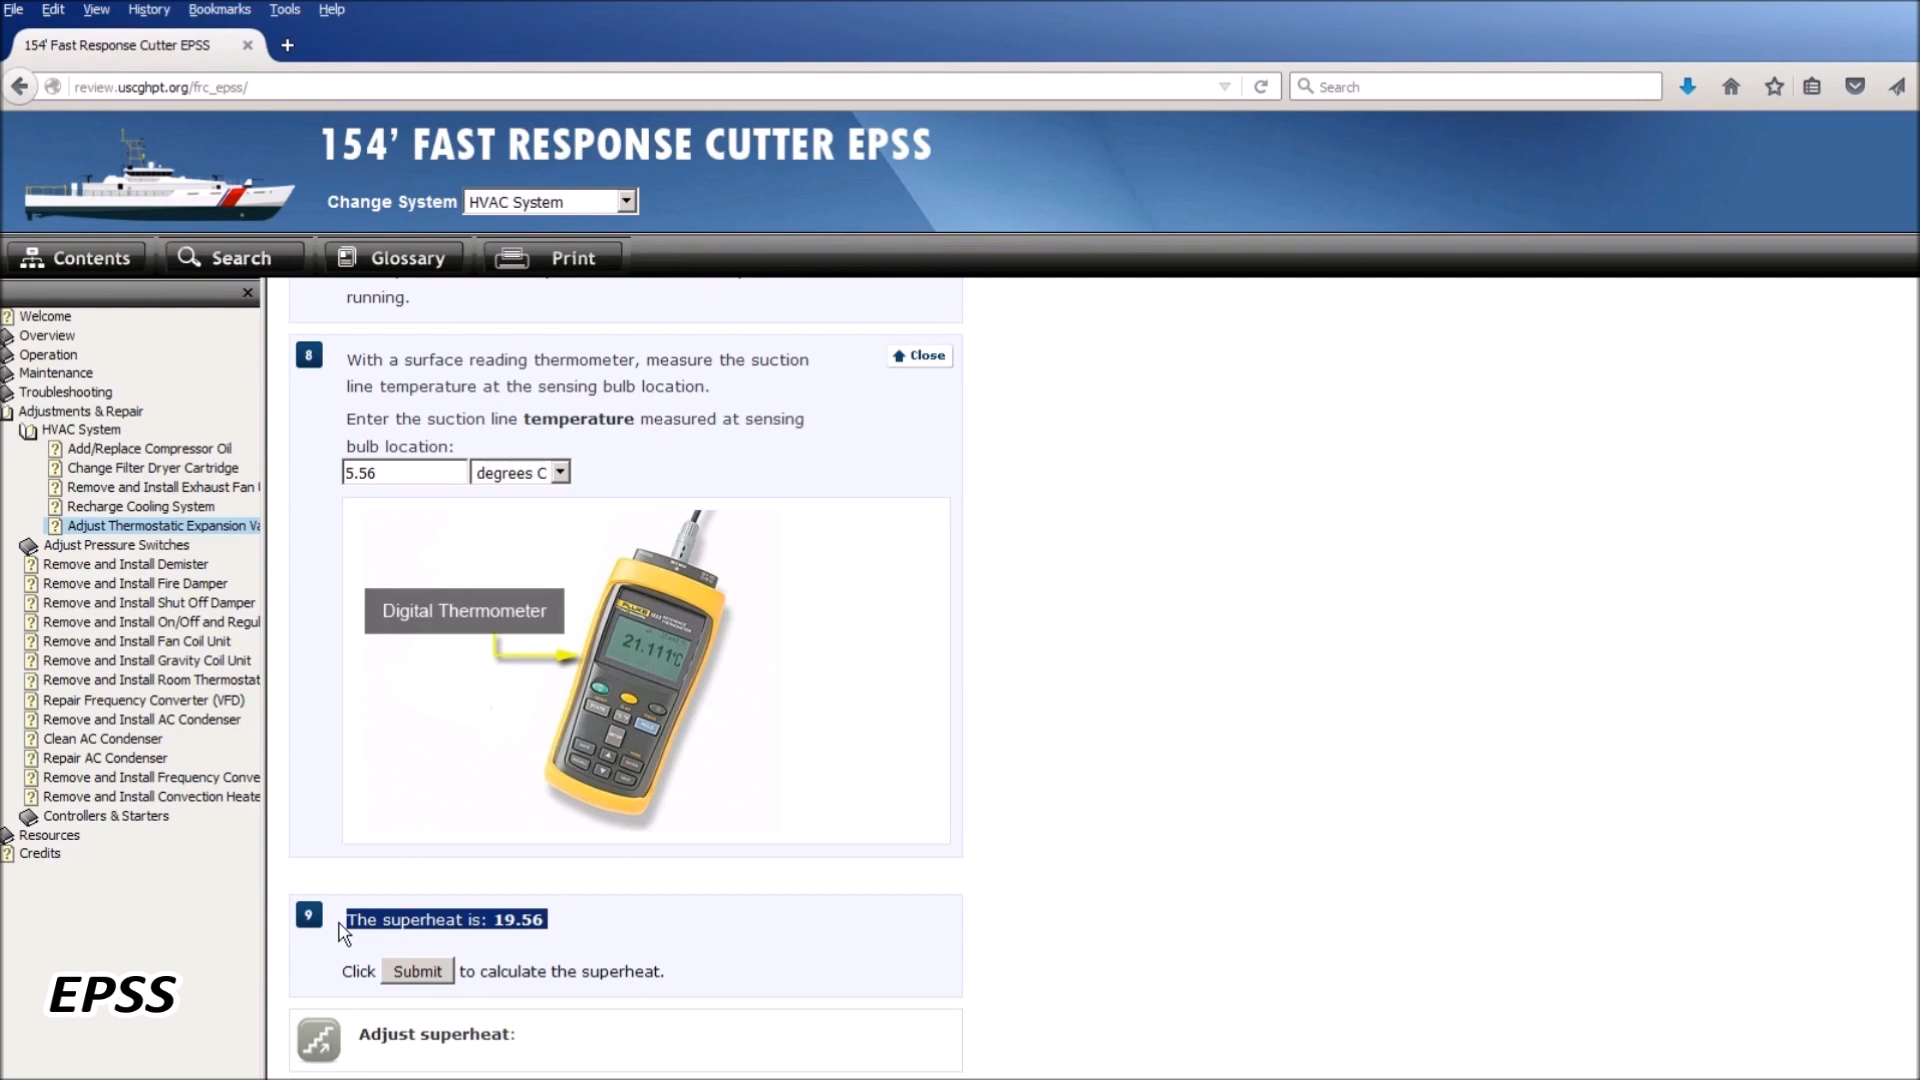 File Edit View History Bookmarks Tools Help
154' Fast Response Cutter EPSS
review.uscghpt.org/frc_epss/
Search
154' FAST RESPONSE CUTTER EPSS
Change System HVAC System
Contents Search Glossary Print
Welcome
Overview
Operation
Maintenance
Troubleshooting
Adjustments & Repair
HVAC System
Add/Replace Compressor Oil
Change Filter Dryer Cartridge
Remove and Install Exhaust Fan
Recharge Cooling System
Adjust Thermostatic Expansion Va
Adjust Pressure Switches
Remove and Install Demister
Remove and Install Fire Damper
Remove and Install Shut Off Damper
Remove and Install On/Off and Regul
Remove and Install Fan Coil Unit
Remove and Install Gravity Coil Unit
Remove and Install Room Thermostat
Repair Frequency Converter (VFD)
Remove and Install AC Condenser
Clean AC Condenser
Repair AC Condenser
Remove and Install Frequency Conve
Remove and Install Convection Heate
Controllers & Starters
Resources
Credits
EPSS
running.
8
With a surface reading thermometer, measure the suction
line temperature at the sensing bulb location.
Close
Enter the suction line temperature measured at sensing
bulb location:
5.56 degrees C
Digital Thermometer
FLUKE
21.111°C
9
The superheat is: 19.56
Click Submit to calculate the superheat.
Adjust superheat: